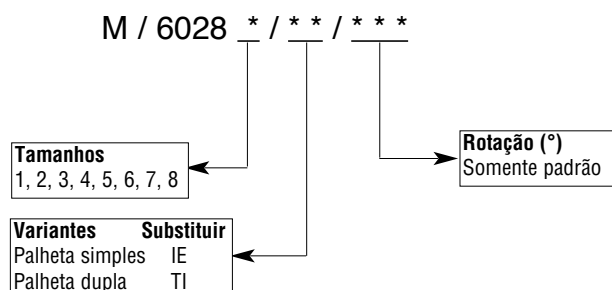 M / 6028 * / * * / * * *
Tamanhos
1, 2, 3, 4, 5, 6, 7, 8
Rotação (°)
Somente padrão
Variantes Substituir
Palheta simples IE
Palheta dupla TI